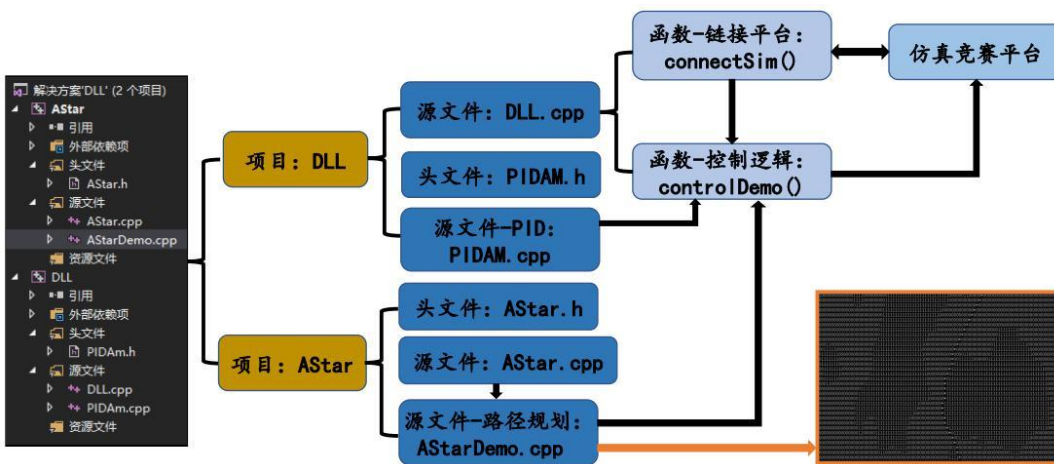 解决方案'DLL' (2 个项目)
AStar
引用
外部依赖项
头文件
AStar.h
源文件
AStar.cpp
AStarDemo.cpp
资源文件
DLL
引用
外部依赖项
头文件
PIDAm.h
源文件
DLL.cpp
PIDAm.cpp
资源文件
项目：DLL
项目：AStar
源文件：DLL.cpp
头文件：PIDAM.h
源文件-PID：
PIDAM.cpp
头文件：AStar.h
源文件：AStar.cpp
源文件-路径规划：
AStarDemo.cpp
函数-链接平台：
connectSim()
函数-控制逻辑：
controlDemo()
仿真竞赛平台